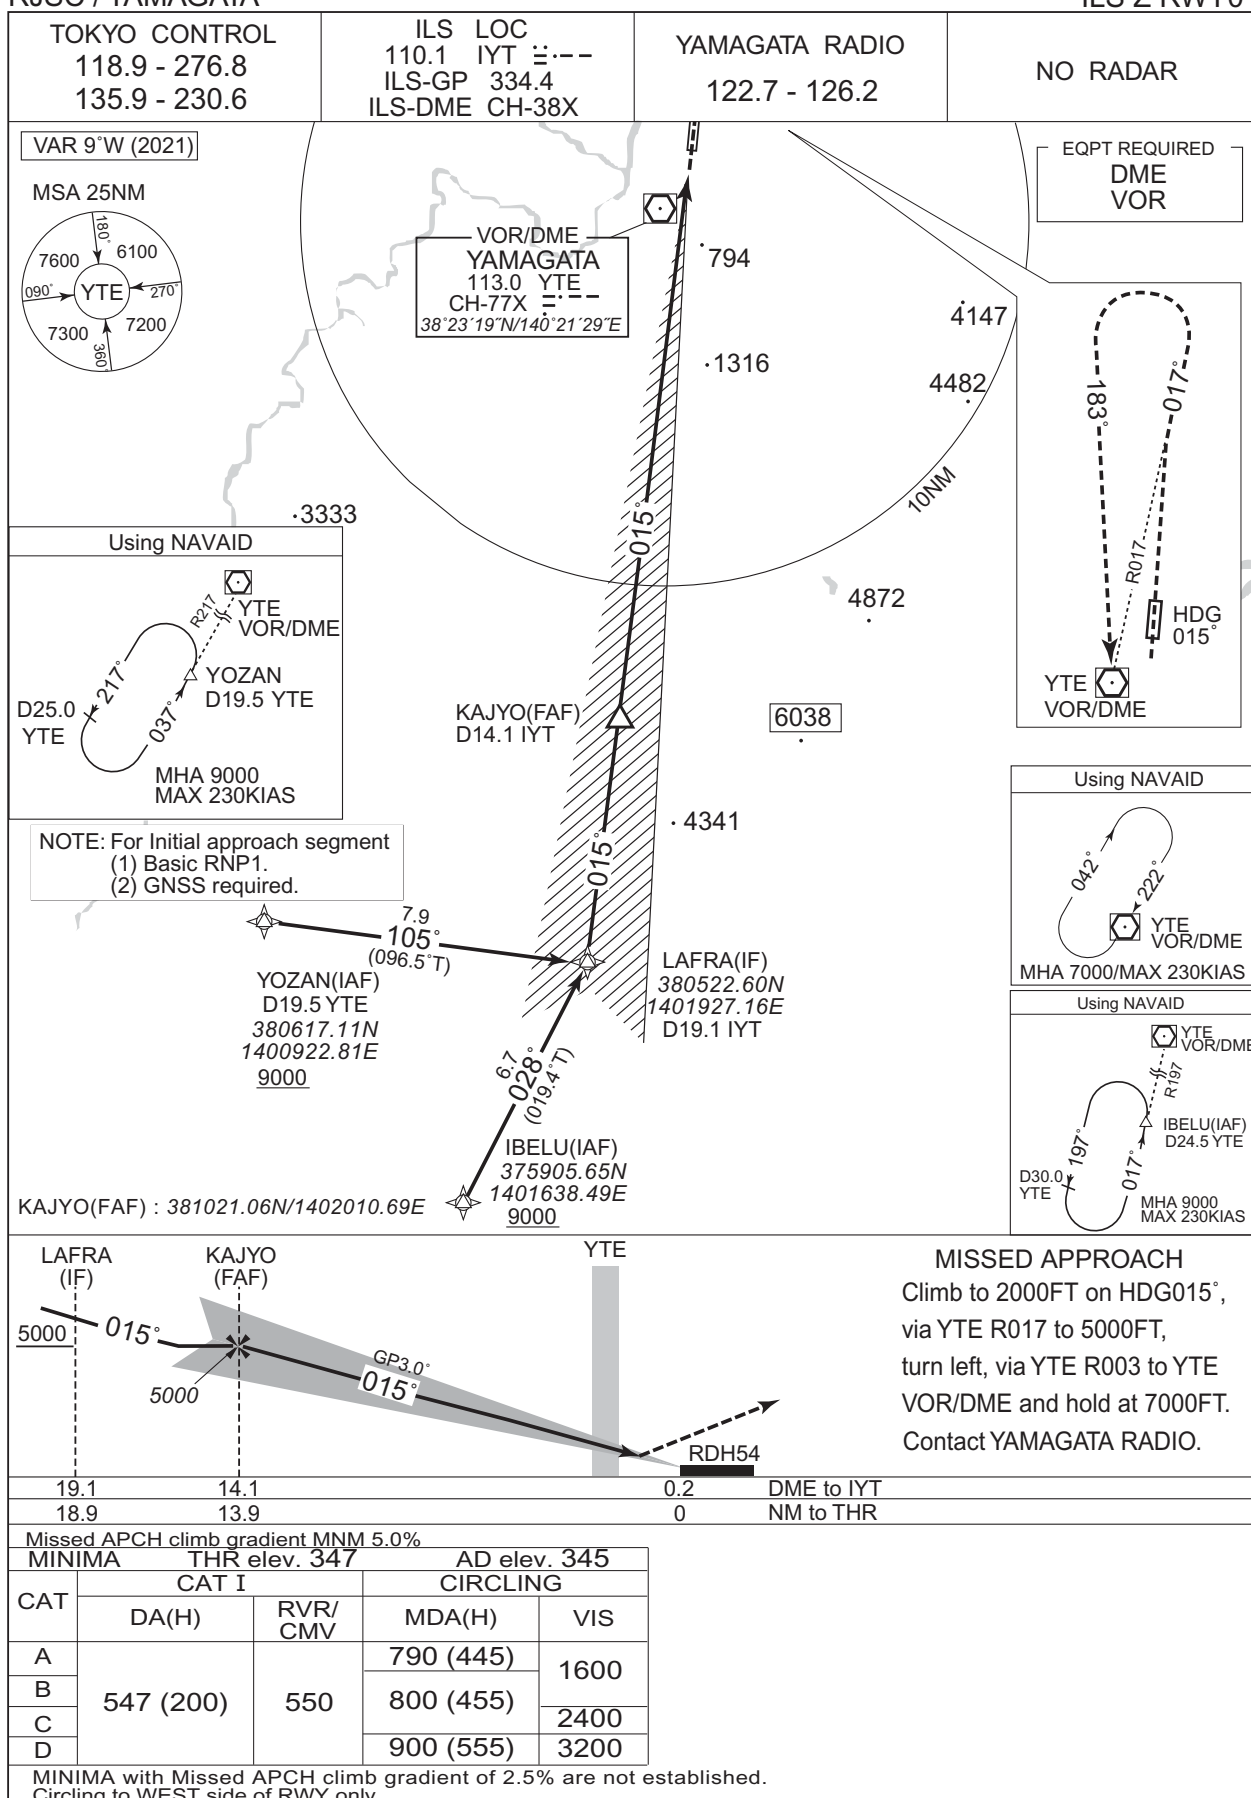 RJSC / YAMAGATA
ILS Z RWY
TOKYO CONTROL
118.9 - 276.8
135.9 - 230.6
ILS LOC
110.1 IYT
ILS-GP 334.4
ILS-DME CH-38X
YAMAGATA RADIO
122.7 - 126.2
NO RADAR
VAR 9°W (2021)
MSA 25NM
180°
7600
6100
090°
YTE
270°
7300
7200
360°
EQPT REQUIRED
DME
VOR
VOR/DME
YAMAGATA
113.0 YTE
CH-77X
38°23´19˝N/140°21´29˝E
794
4147
1316
4482
10NM
015°
3333
4872
183°
017°
R017
HDG
015°
YTE
VOR/DME
Using NAVAID
R217
YTE
VOR/DME
217°
YOZAN
D19.5 YTE
D25.0
YTE
037°
MHA 9000
MAX 230KIAS
KAJYO(FAF)
D14.1 IYT
6038
4341
015°
NOTE: For Initial approach segment
(1) Basic RNP1.
(2) GNSS required.
Using NAVAID
042°
222°
YTE
VOR/DME
MHA 7000/MAX 230KIAS
7.9
105°
(096.5°T)
YOZAN(IAF)
D19.5 YTE
380617.11N
1400922.81E
9000
LAFRA(IF)
380522.60N
1401927.16E
D19.1 IYT
6.7
028°
(019.4°T)
IBELU(IAF)
375905.65N
1401638.49E
9000
Using NAVAID
YTE
VOR/DME
R197
IBELU(IAF)
D24.5 YTE
197°
017°
D30.0
YTE
MHA 9000
MAX 230KIAS
KAJYO(FAF) : 381021.06N/1402010.69E
LAFRA
(IF)
KAJYO
(FAF)
YTE
5000
015°
5000
GP3.0°
015°
RDH54
MISSED APPROACH
Climb to 2000FT on HDG015°,
via YTE R017 to 5000FT,
turn left, via YTE R003 to YTE
VOR/DME and hold at 7000FT.
Contact YAMAGATA RADIO.
19.1 14.1 0.2 DME to IYT
18.9 13.9 0 NM to THR
Missed APCH climb gradient MNM 5.0%
MINIMA THR elev. 347 AD elev. 345
CAT
CAT I
CIRCLING
DA(H)
RVR/
CMV
MDA(H)
VIS
A
B
C
D
547 (200)
550
790 (445)
800 (455)
900 (555)
1600
2400
3200
MINIMA with Missed APCH climb gradient of 2.5% are not established.
Circling to WEST side of RWY only